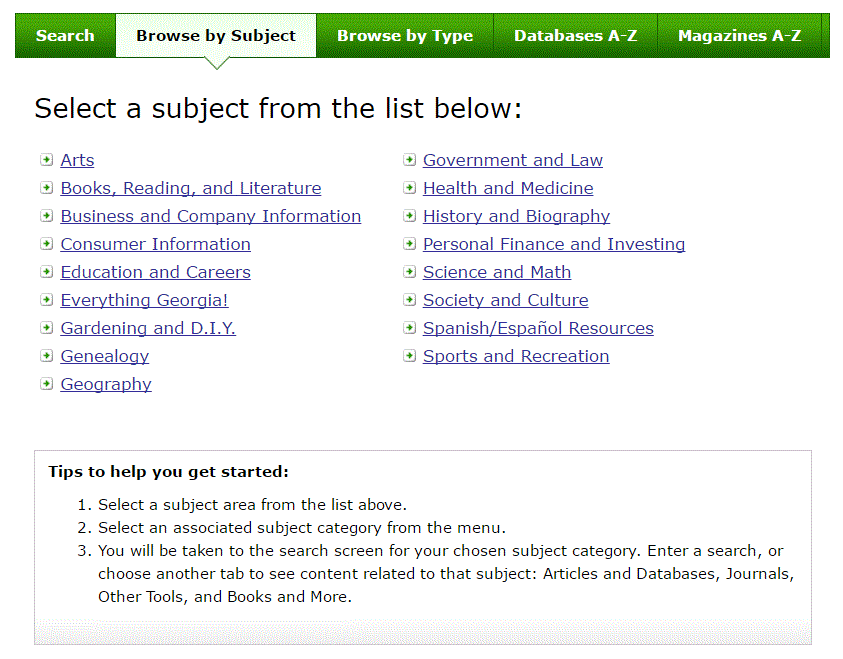 Search Browse by Subject Browse by Type Databases A-Z Magazines A-Z
Select a subject from the list below:
Arts
Books, Reading, and Literature
Business and Company Information
Consumer Information
Education and Careers
Everything Georgia!
Gardening and D.I.Y.
Genealogy
Geography
Government and Law
Health and Medicine
History and Biography
Personal Finance and Investing
Science and Math
Society and Culture
Spanish/Español Resources
Sports and Recreation
Tips to help you get started:
1. Select a subject area from the list above.
2. Select an associated subject category from the menu.
3. You will be taken to the search screen for your chosen subject category. Enter a search, or
choose another tab to see content related to that subject: Articles and Databases, Journals,
Other Tools, and Books and More.